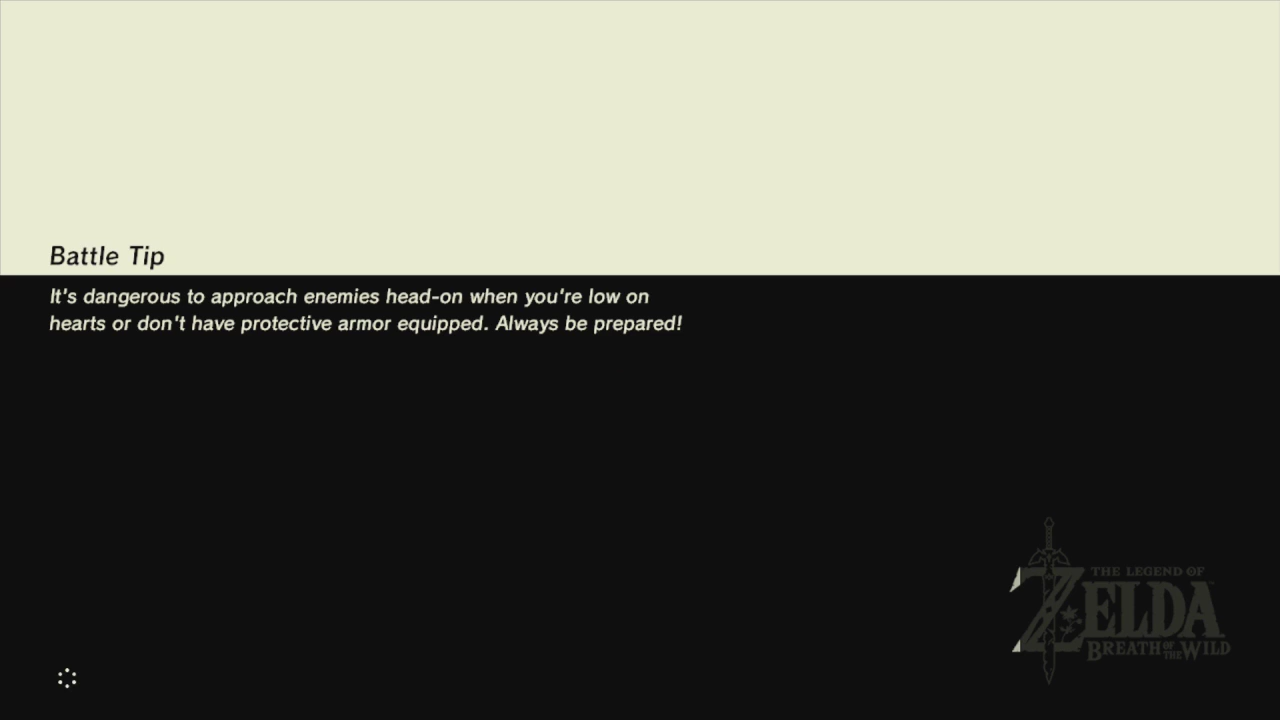 Battle Tip
It's dangerous to approach enemies head-on when you're low on
hearts or don't have protective armor equipped. Always be prepared!
THE LEGEND OF
ZELDA
BREATH OF THE WILD